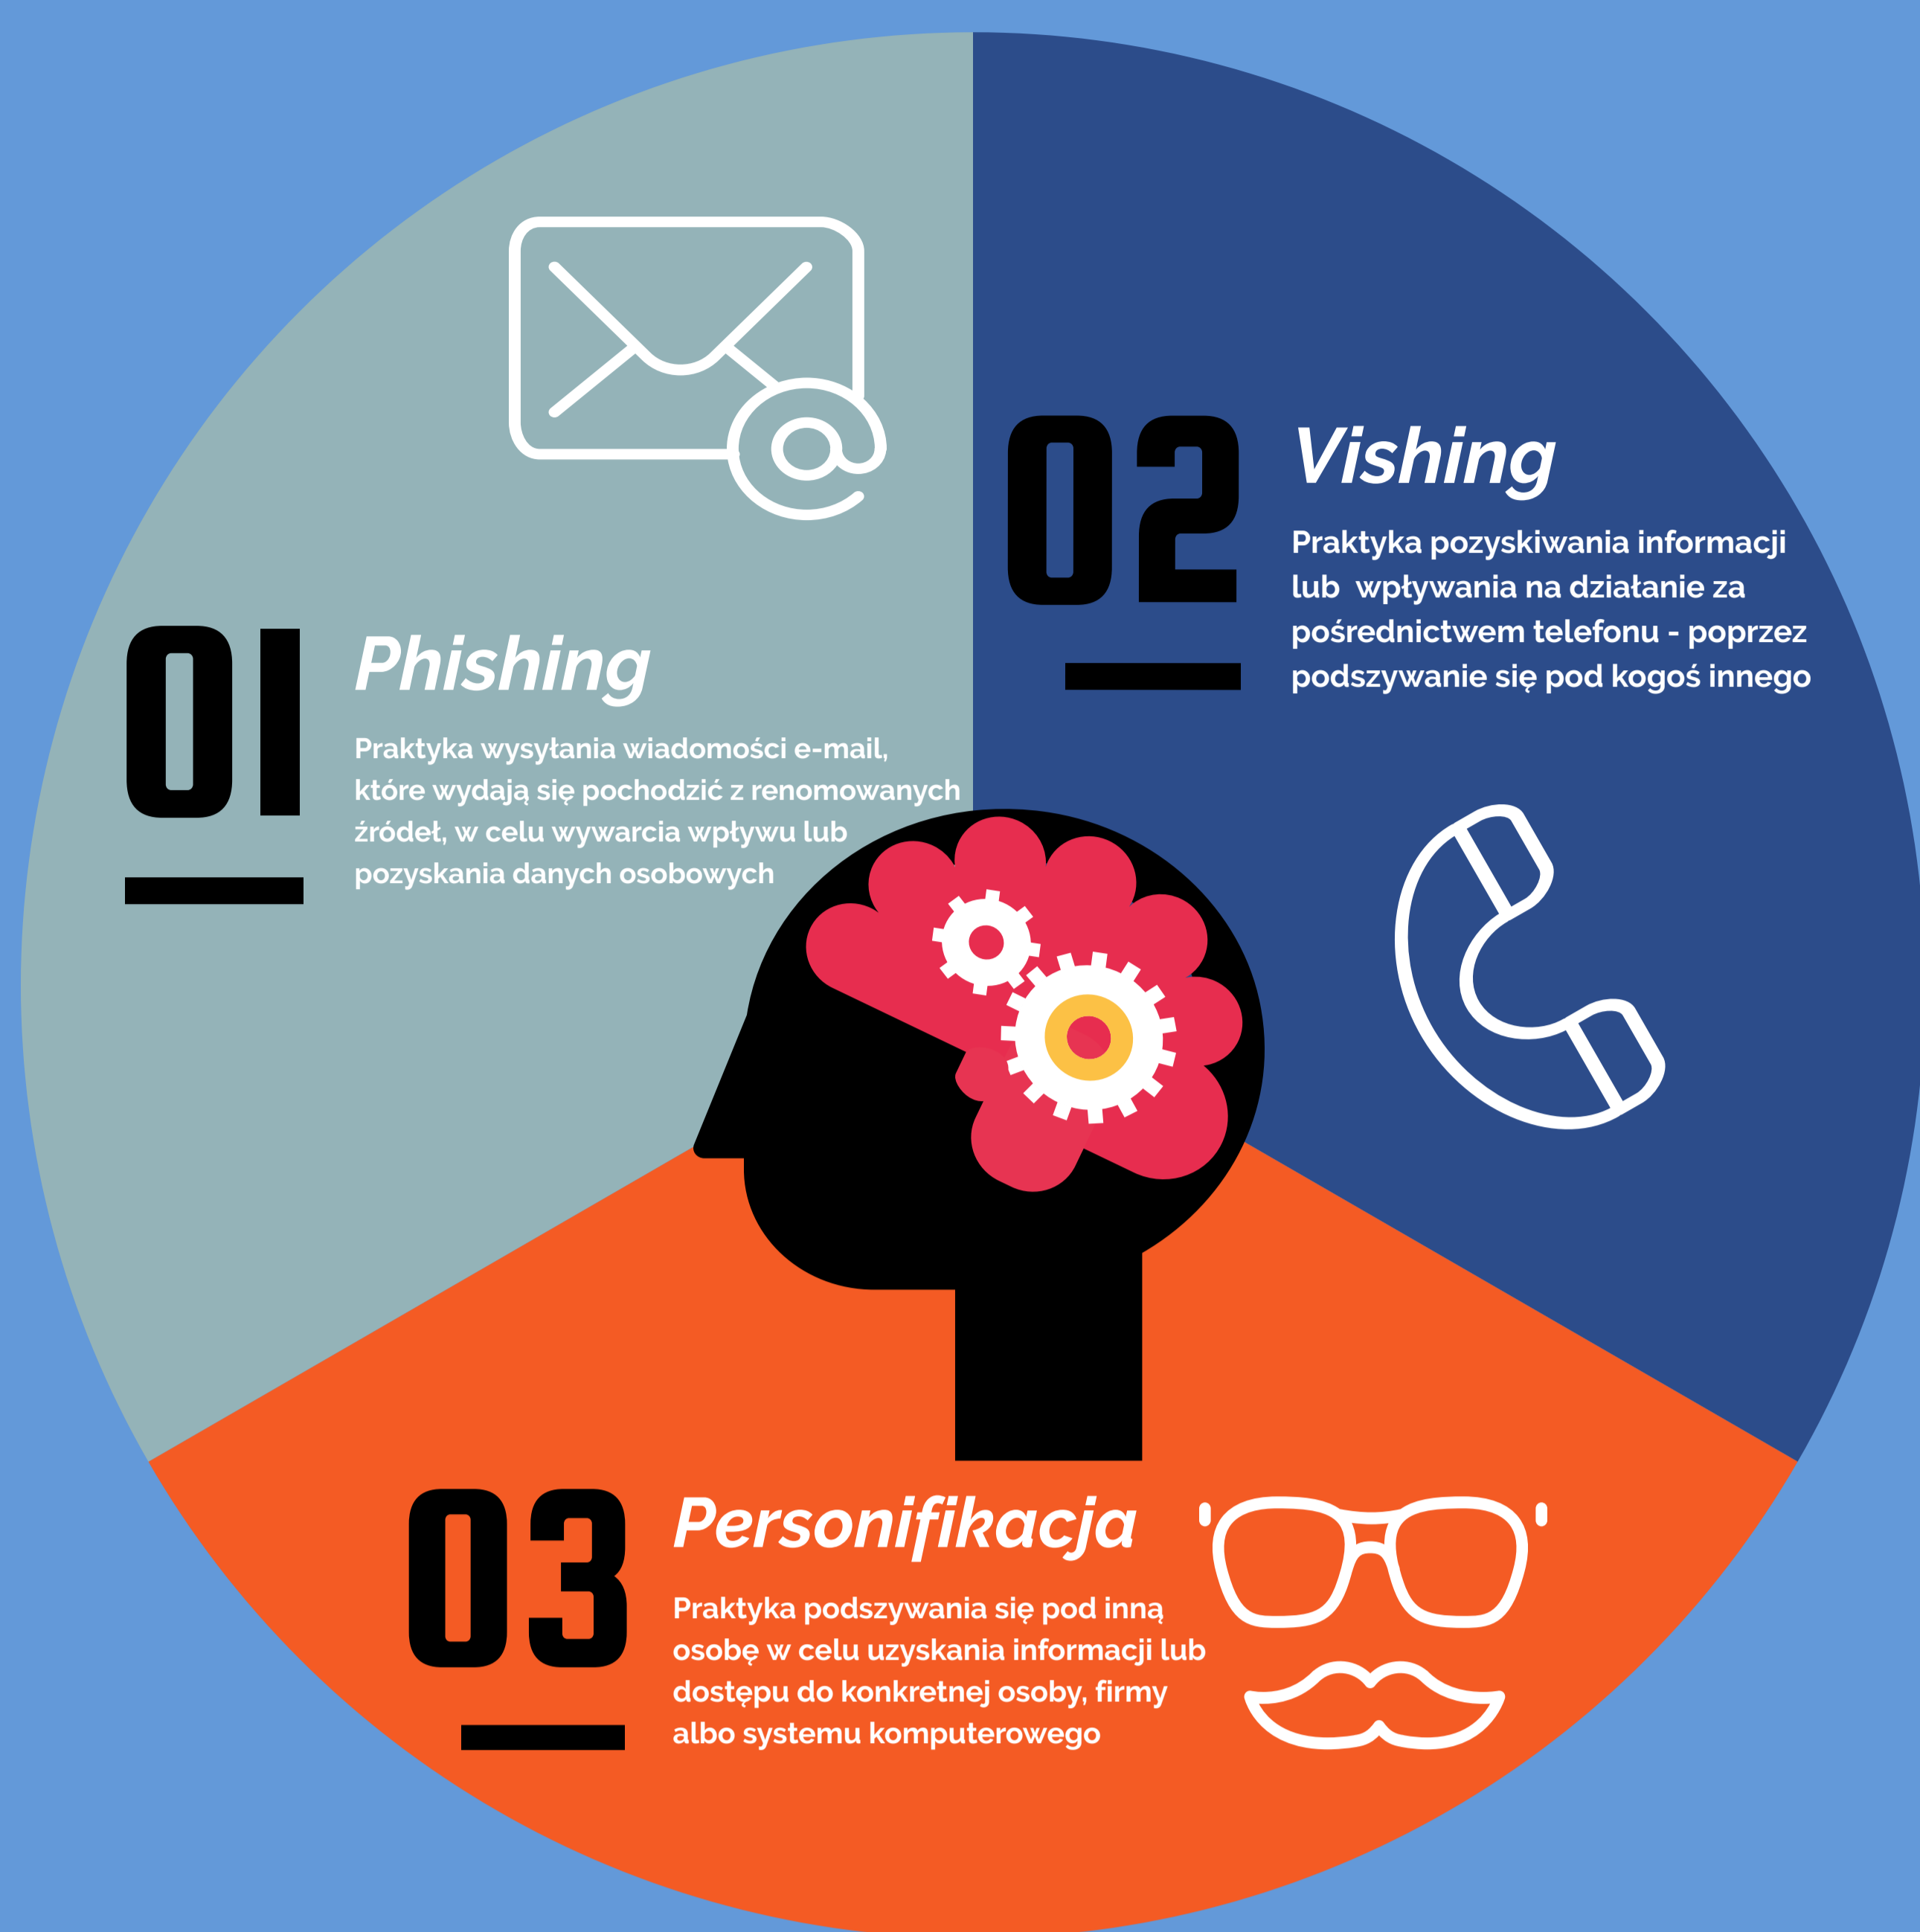 01
Phishing
Praktyka wysyłania wiadomości e-mail,
które wydają się pochodzić z renomowanych
źródeł, w celu wywarcia wpływu lub
pozyskania danych osobowych
02
Vishing
Praktyka pozyskiwania informacji
lub wpływania na działanie za
pośrednictwem telefonu - poprzez
podszywanie się pod kogoś innego
03
Personifikacja
Praktyka podszywania się pod inną
osobę w celu uzyskania informacji lub
dostępu do konkretnej osoby, firmy
albo systemu komputerowego